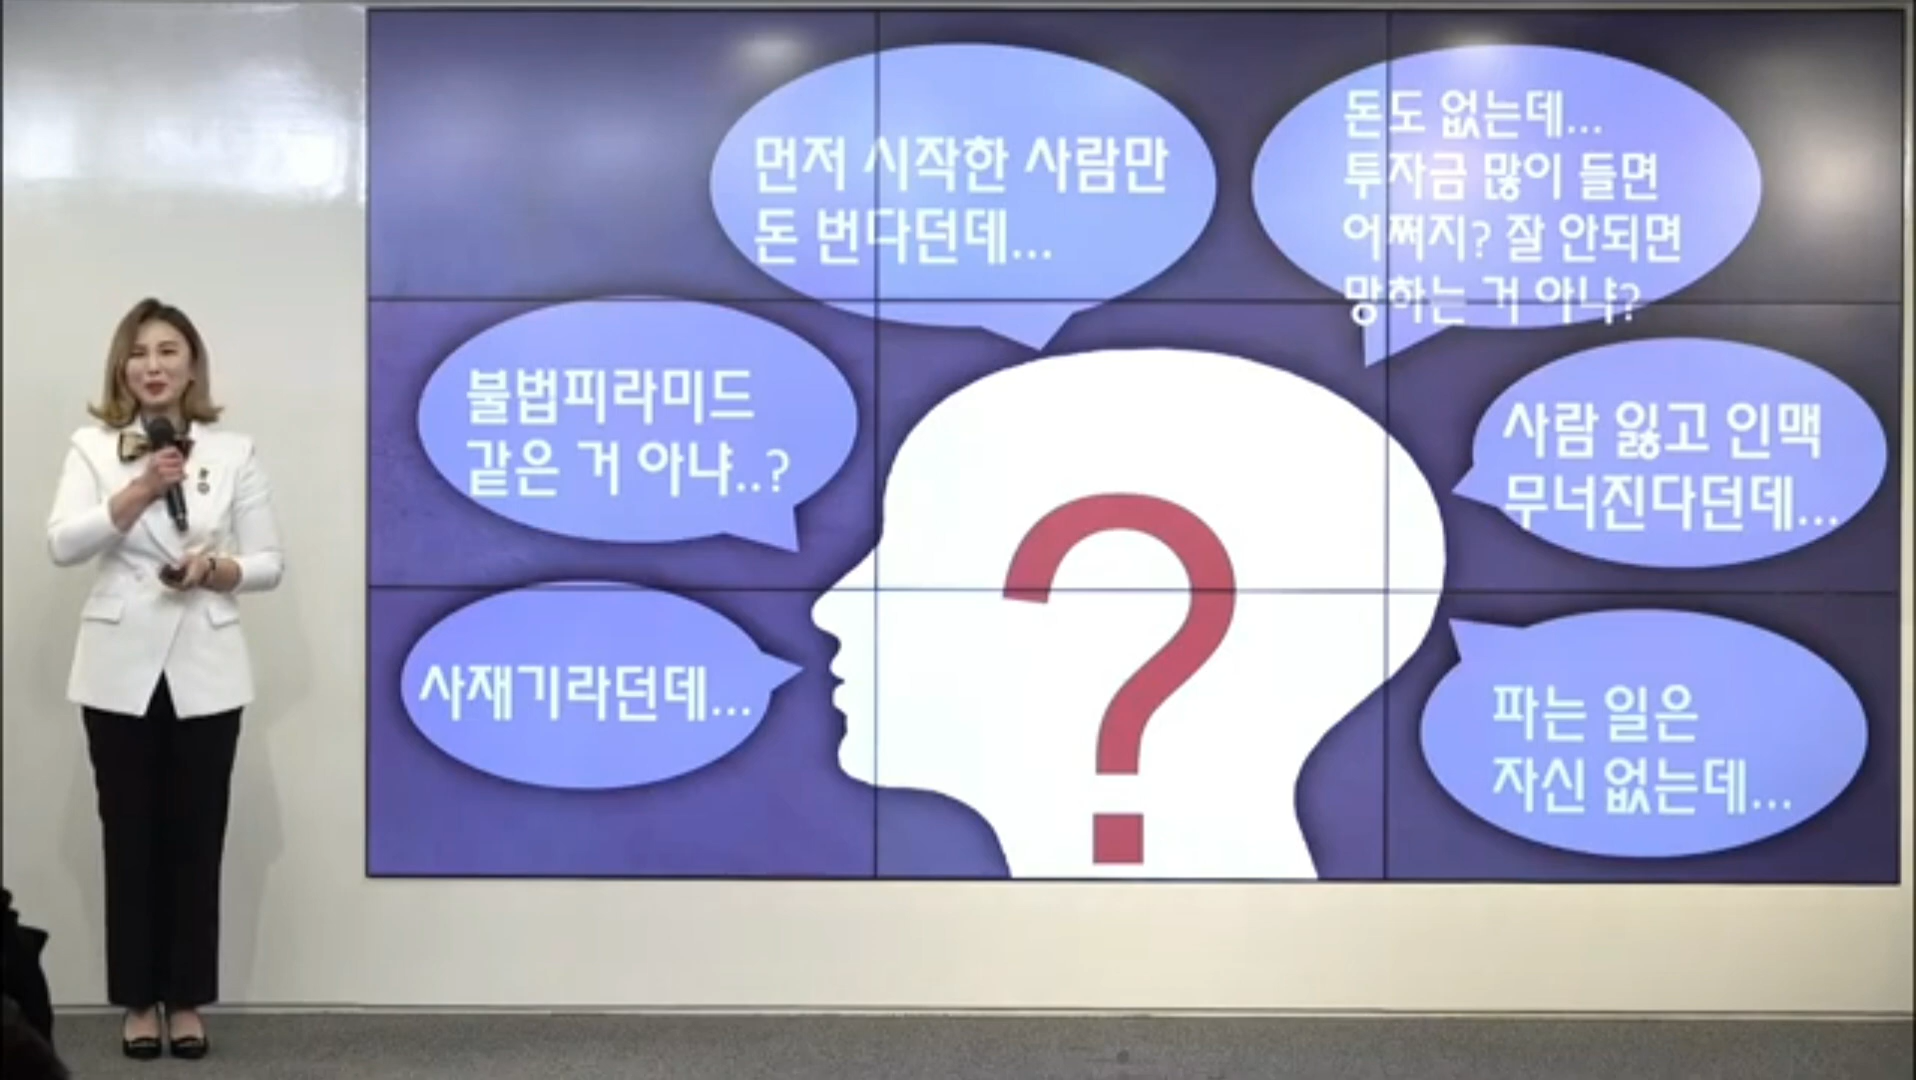 먼저 시작한 사람만
돈 번다던데...
돈도 없는데...
투자금 많이 들면
어쩌지? 잘 안되면
망하는 거 아냐?
불법피라미드
같은 거 아냐..?
사람 잃고 인맥
무너진다던데...
사재기라던데...
파는 일은
자신 없는데...
?